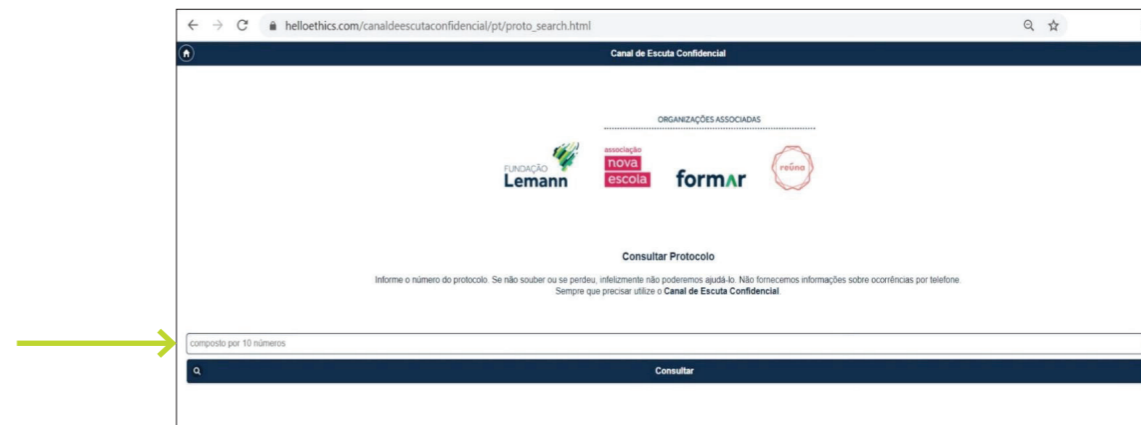 helloethics.com/canaldeescutaconfidencial/pt/proto_search.html
Canal de Escuta Confidencial
ORGANIZAÇÕES ASSOCIADAS
FUNDAÇÃO
Lemann
associação
nova
escola
formar
reúna
Consultar Protocolo
Informe o número do protocolo. Se não souber ou se perdeu, infelizmente não poderemos ajudá-lo. Não fornecemos informações sobre ocorrências por telefone.
Sempre que precisar utilize o Canal de Escuta Confidencial.
composto por 10 números
Consultar